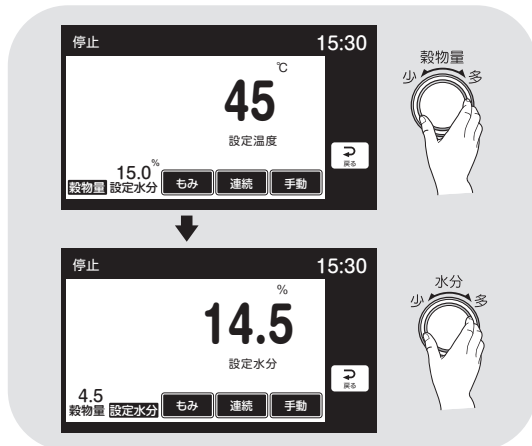 停止 15:30
℃
45
設定温度
15.0%
穀物量 設定水分 もみ 連続 手動
戻る
穀物量
少 多
停止 15:30
%
14.5
設定水分
4.5
穀物量 設定水分 もみ 連続 手動
戻る
水分
少 多